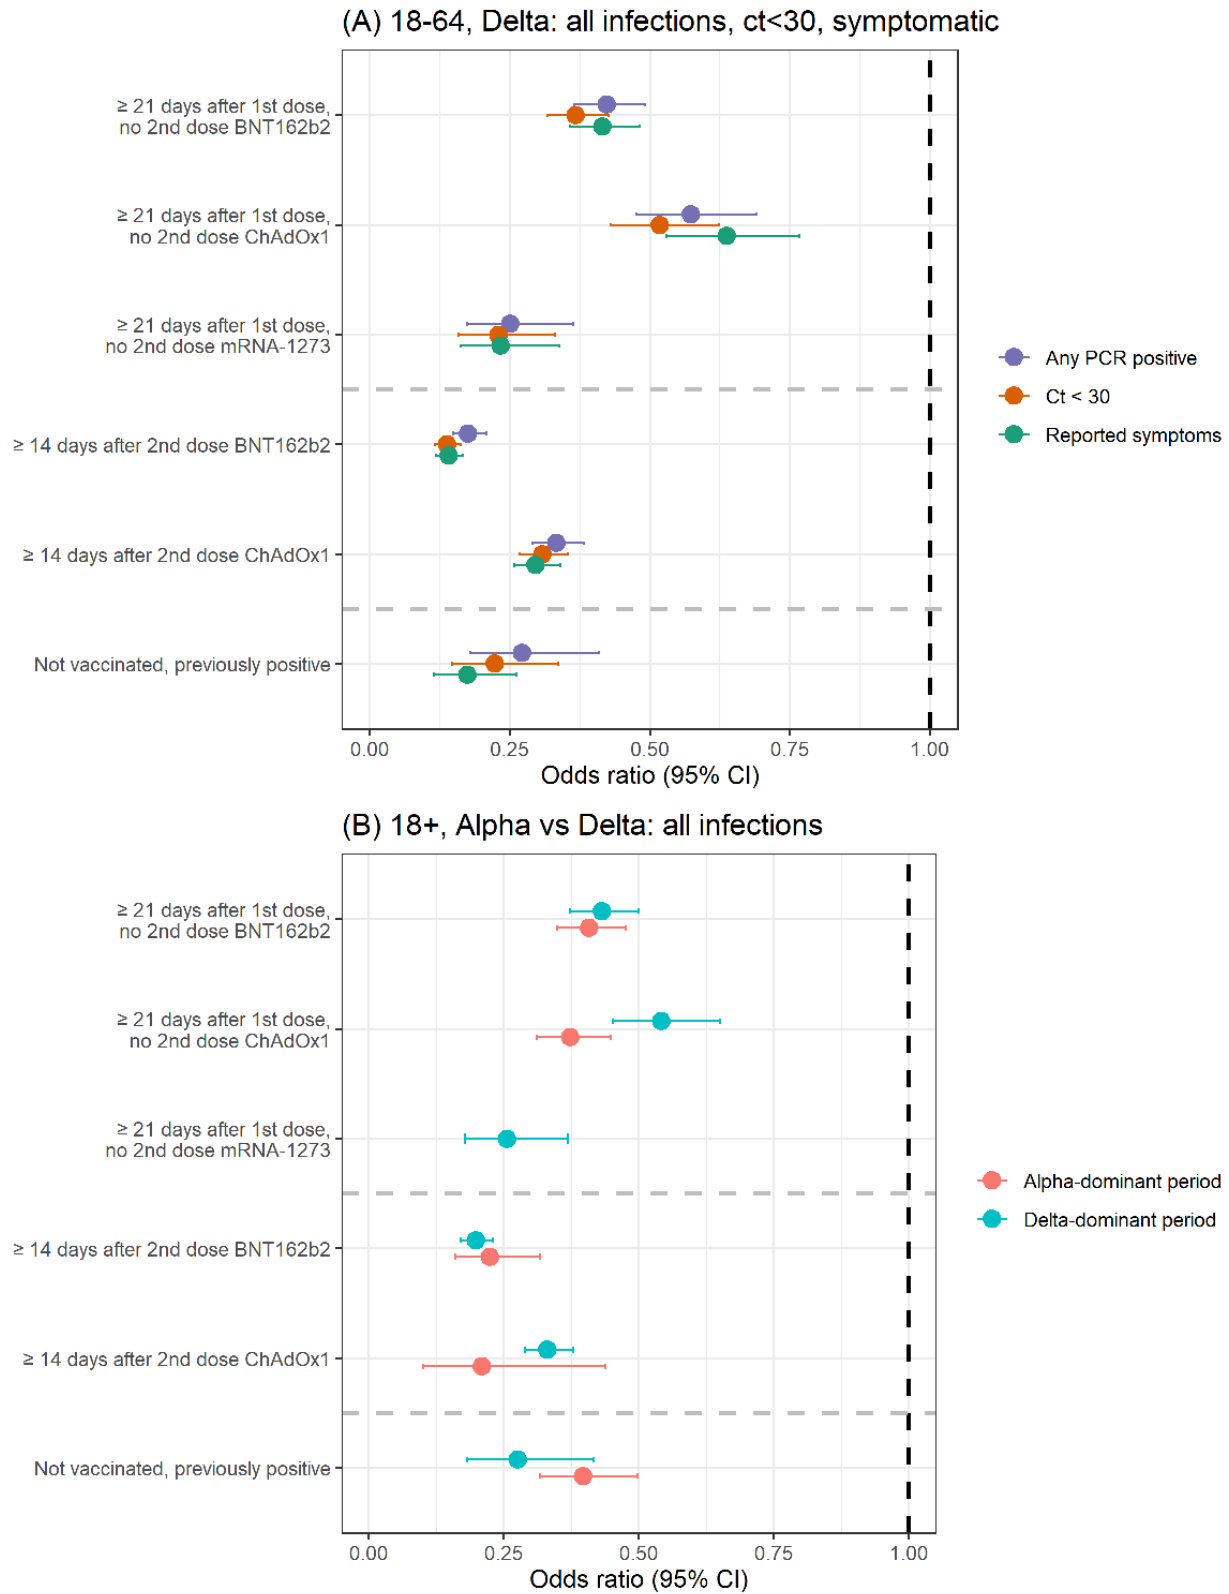 (A) 18-64, Delta: all infections, ct<30, symptomatic
≥ 21 days after 1st dose,
no 2nd dose BNT162b2
≥ 21 days after 1st dose,
no 2nd dose ChAdOx1
≥ 21 days after 1st dose,
no 2nd dose mRNA-1273
≥ 14 days after 2nd dose BNT162b2
≥ 14 days after 2nd dose ChAdOx1
Not vaccinated, previously positive
0.00 0.25 0.50 0.75 1.00
Odds ratio (95% CI)
Any PCR positive
Ct < 30
Reported symptoms
(B) 18+, Alpha vs Delta: all infections
≥ 21 days after 1st dose,
no 2nd dose BNT162b2
≥ 21 days after 1st dose,
no 2nd dose ChAdOx1
≥ 21 days after 1st dose,
no 2nd dose mRNA-1273
≥ 14 days after 2nd dose BNT162b2
≥ 14 days after 2nd dose ChAdOx1
Not vaccinated, previously positive
0.00 0.25 0.50 0.75 1.00
Odds ratio (95% CI)
Alpha-dominant period
Delta-dominant period